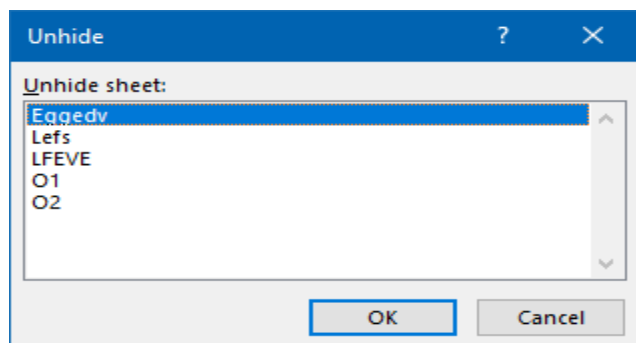 Unhide
?
Unhide sheet:
Eggedv
Lefs
LFEVE
O1
O2
OK
Cancel